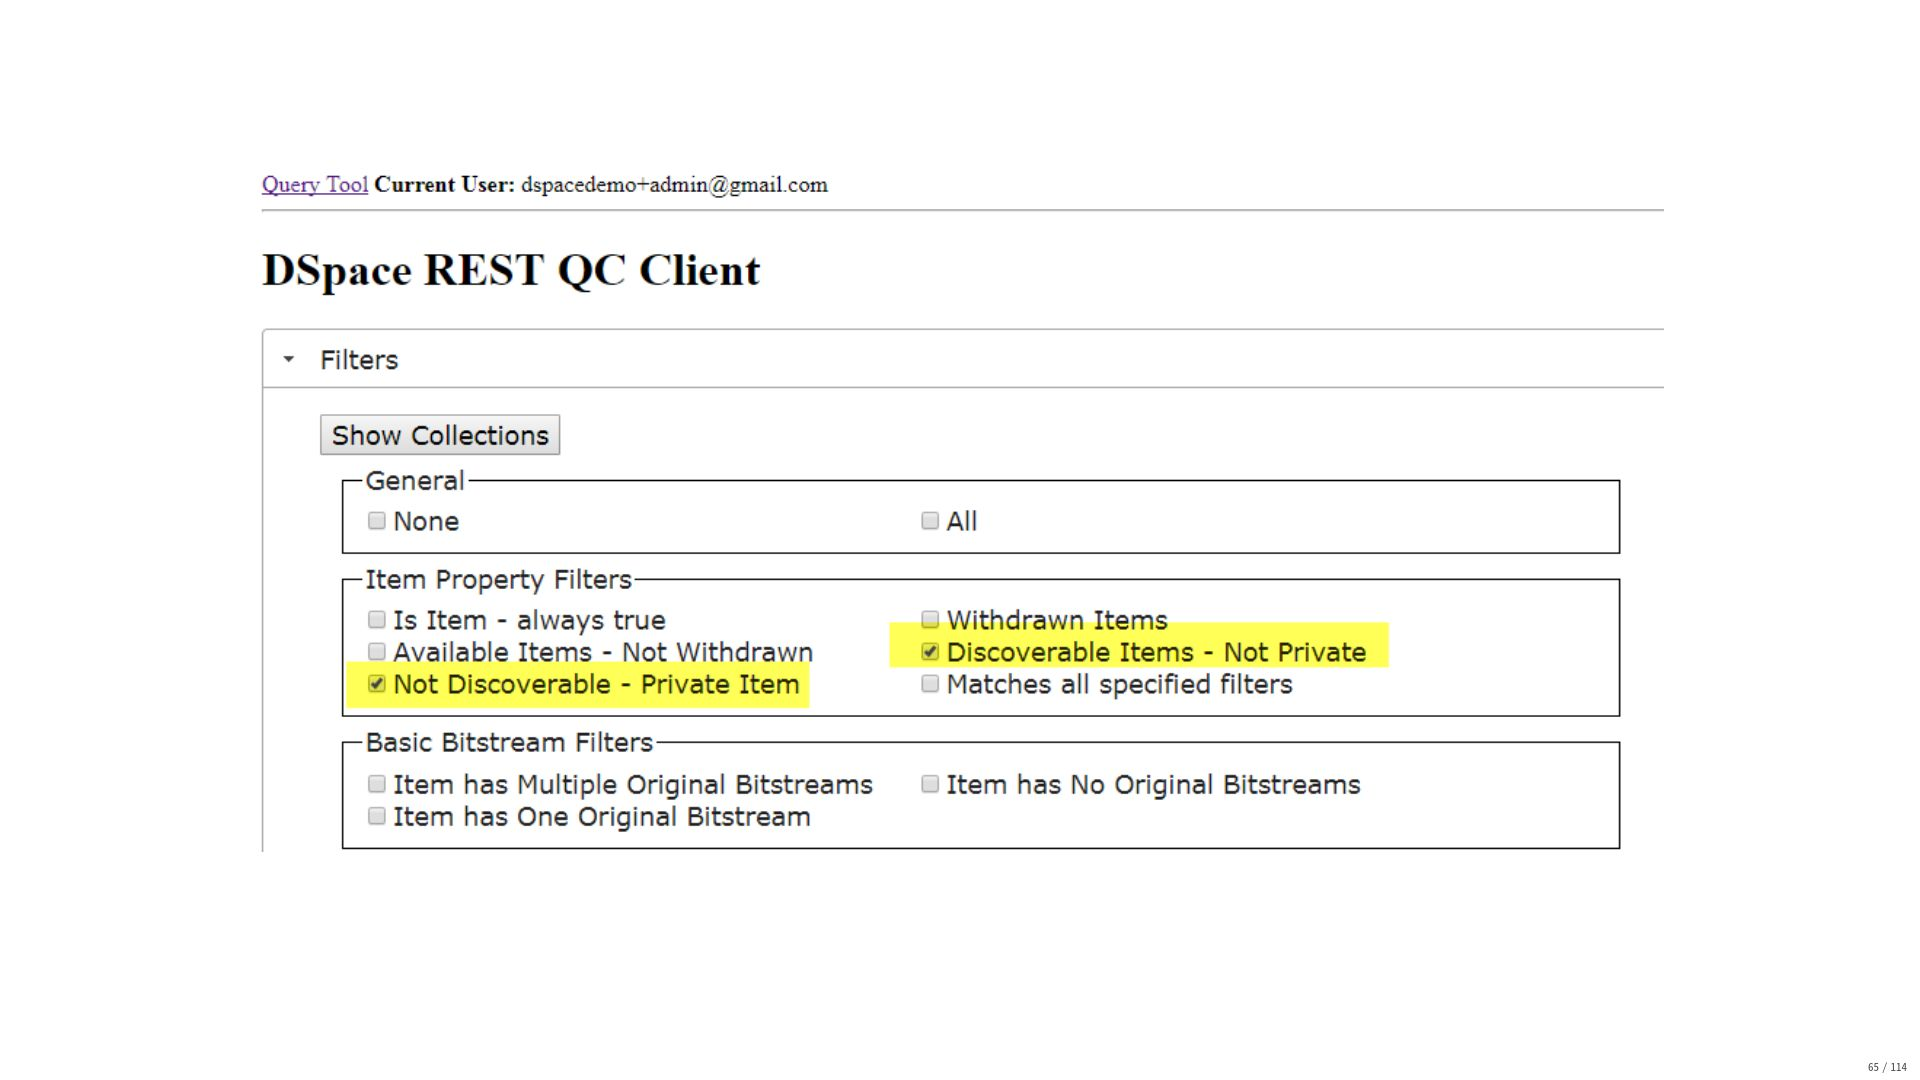 Query Tool Current User: dspacedemo+admin@gmail.com
DSpace REST QC Client
Filters
Show Collections
General
None All
Item Property Filters
Is Item - always true Withdrawn Items
Available Items - Not Withdrawn Discoverable Items - Not Private
Not Discoverable - Private Item Matches all specified filters
Basic Bitstream Filters
Item has Multiple Original Bitstreams Item has No Original Bitstreams
Item has One Original Bitstream
65 / 114